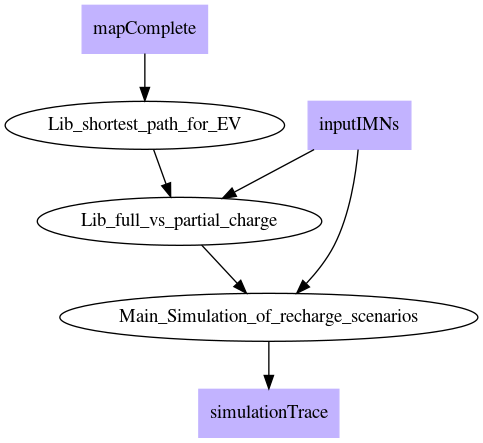 mapComplete
Lib_shortest_path_for_EV
inputIMNs
Lib_full_vs_partial_charge
Main_Simulation_of_recharge_scenarios
simulationTrace